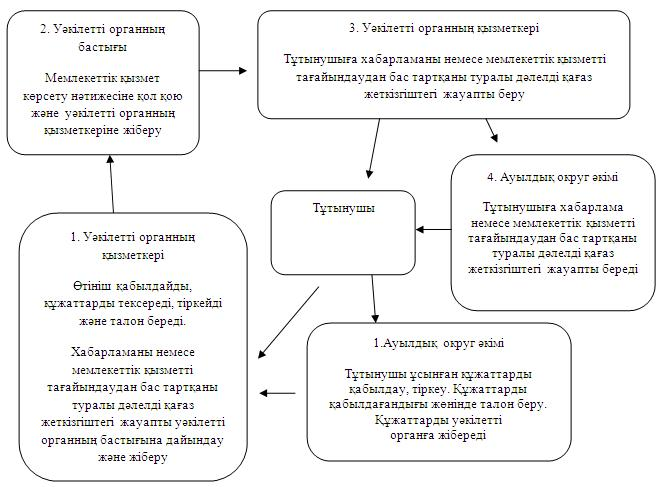 2. Уәкілетті органның
бастығы
Мемлекеттік қызмет
көрсету нәтижесіне қол қою
және уәкілетті органның
қызметкеріне жіберу
3. Уәкілетті органның қызметкері
Тұтынушыға хабарламаны немесе мемлекеттік қызметті
тағайындаудан бас тартқаны туралы дәлелді қағаз
жеткізгіштегі жауапты беру
4. Ауылдық округ әкімі
Тұтынушыға хабарлама
немесе мемлекеттік қызметті
тағайындаудан бас тартқаны
туралы дәлелді қағаз
жеткізгіштегі жауапты береді
Тұтынушы
1. Уәкілетті органның
қызметкері
Өтініш қабылдайды,
құжаттарды тексереді, тіркейді
және талон береді.
Хабарламаны немесе
мемлекеттік қызметті
тағайындаудан бас тартқаны
туралы дәлелді қағаз
жеткізгіштегі жауапты уәкілетті
органның бастығына дайындау
және жіберу
1.Ауылдық округ әкімі
Тұтынушы ұсынған құжаттарды
қабылдау, тіркеу. Құжаттарды
қабылдағандығы жөнінде талон беру.
Құжаттарды уәкілетті
органға жібереді